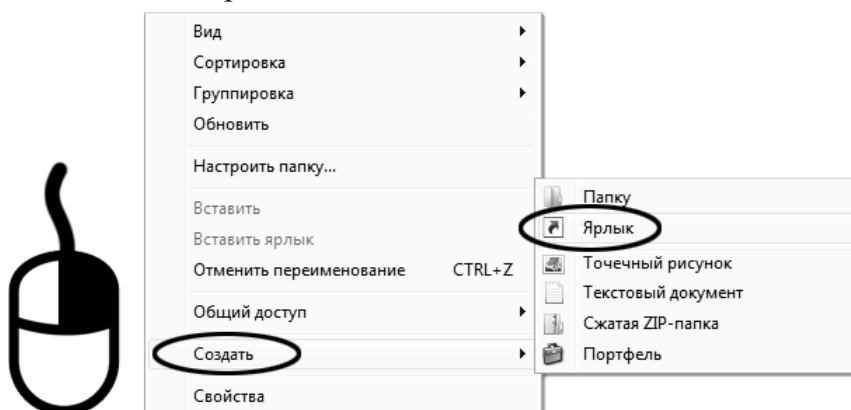 Вид
Сортировка
Группировка
Обновить
Настроить папку...
Вставить
Вставить ярлык
Отменить переименование CTRL+Z
Общий доступ
Создать
Свойства
Папку
Ярлык
Точечный рисунок
Текстовый документ
Сжатая ZIP-папка
Портфель